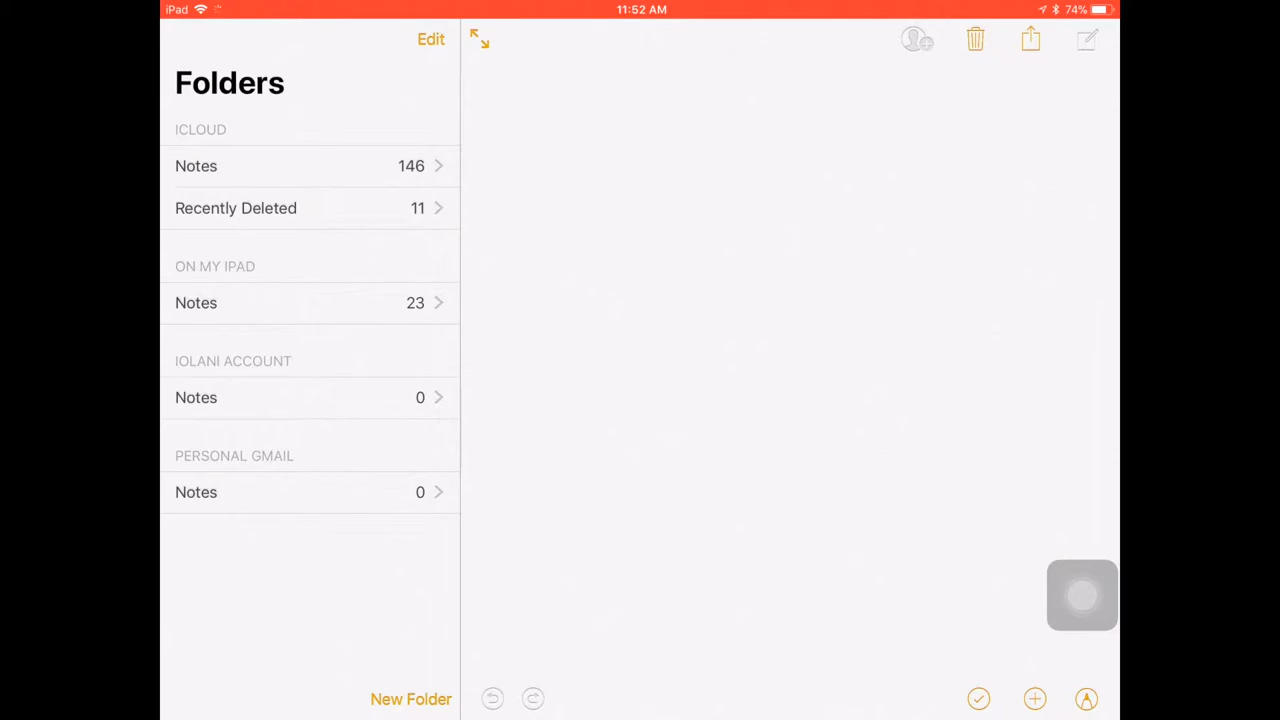 iPad 11:52 AM 74%
Edit
Folders
ICLOUD
Notes 146
Recently Deleted 11
ON MY IPAD
Notes 23
IOLANI ACCOUNT
Notes 0
PERSONAL GMAIL
Notes 0
New Folder